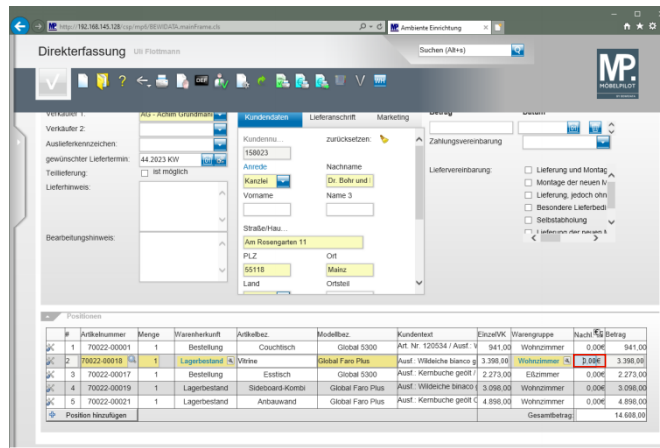 http://192.168.145.128/csp/mp8/BEWIDATA.mainFrame.cls
MP Ambiente Einrichtung
Direkterfassung Uli Flottmann
Suchen (Alt+s)
MP.
MÖBELPILOT
Verkäufer 1: AG - Achim Grundmann
Verkäufer 2:
Auslieferkennzeichen:
gewünschter Liefertermin: 44.2023 KW
Teillieferung: ist möglich
Lieferhinweis:
Bearbeitungshinweis:
Kundendaten Lieferanschrift Marketing
Kundennu... zurücksetzen:
158023
Anrede Nachname
Kanzlei Dr. Bohr und
Vorname Name 3
Straße/Hau...
Am Rosengarten 11
PLZ Ort
55118 Mainz
Land Ortsteil
Betrag Datum
Zahlungsvereinbarung
Liefervereinbarung:
Lieferung und Montag
Montage der neuen M
Lieferung, jedoch ohn
Besondere Lieferbedi
Selbstabholung
Lieferung der neuen M
Positionen
# Artikelnummer Menge Warenherkunft Artikelbez. Modellbez. Kundentext EinzelVK Warengruppe Nachl Betrag
1 70022-00001 1 Bestellung Couchtisch Global 5300 Art. Nr. 120534 / Ausf.: W 941,00 Wohnzimmer 0.00€ 941,00
2 70022-00018 1 Lagerbestand Vitrine Global Faro Plus Ausf.: Wildeiche bianco g 3.398,00 Wohnzimmer 0.00€ 3.398,00
3 70022-00017 1 Bestellung Esstisch Global 5300 Ausf.: Kernbuche geölt / 2.273,00 Eßzimmer 0.00€ 2.273,00
4 70022-00019 1 Lagerbestand Sideboard-Kombi Global Faro Plus Ausf.: Wildeiche binaco g 3.098,00 Wohnzimmer 0.00€ 3.098,00
5 70022-00021 1 Lagerbestand Anbauwand Global Faro Plus Ausf.: Kernbuche geölt C 4.898,00 Wohnzimmer 0.00€ 4.898,00
Position hinzufügen Gesamtbetrag: 14.608,00